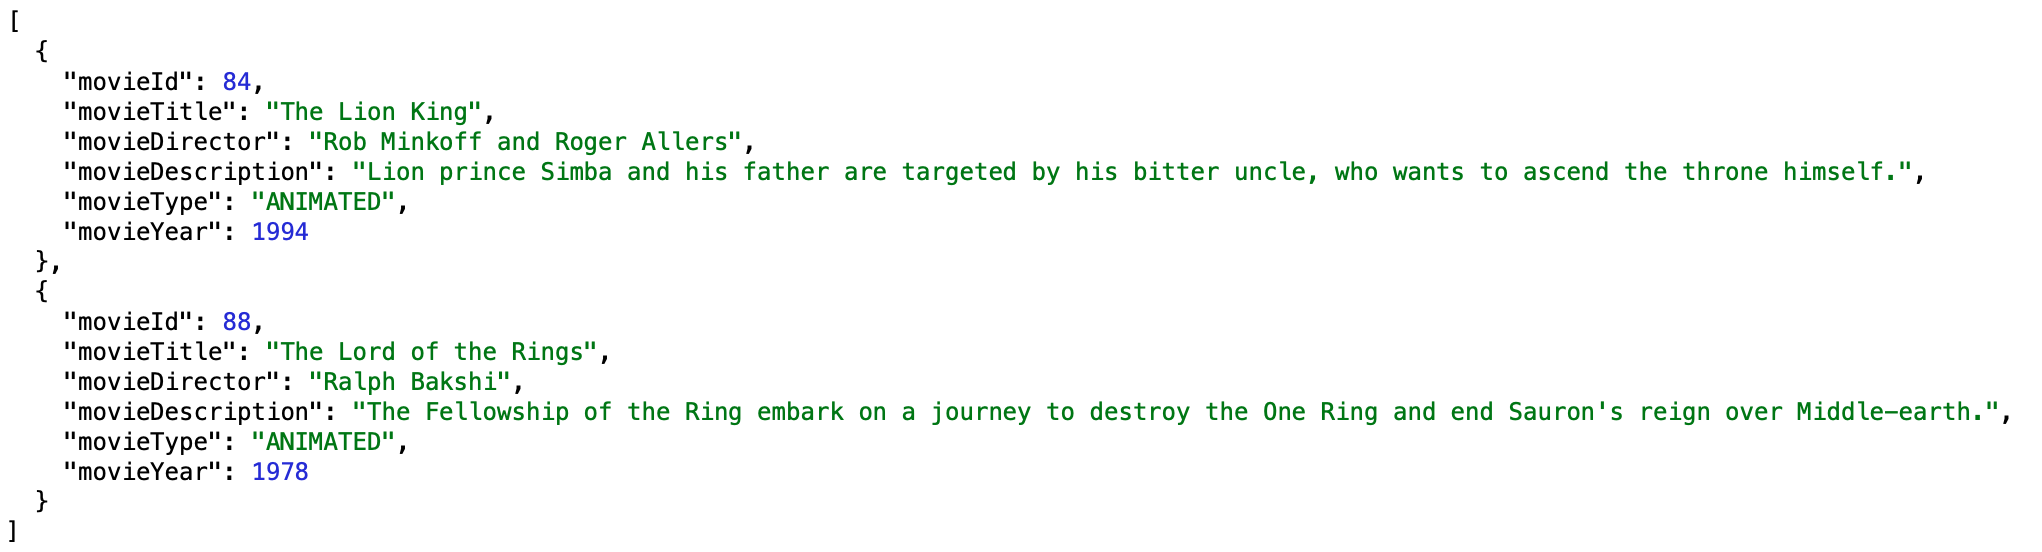 [
  {
    "movieId": 84,
    "movieTitle": "The Lion King",
    "movieDirector": "Rob Minkoff and Roger Allers",
    "movieDescription": "Lion prince Simba and his father are targeted by his bitter uncle, who wants to ascend the throne himself.",
    "movieType": "ANIMATED",
    "movieYear": 1994
  },
  {
    "movieId": 88,
    "movieTitle": "The Lord of the Rings",
    "movieDirector": "Ralph Bakshi",
    "movieDescription": "The Fellowship of the Ring embark on a journey to destroy the One Ring and end Sauron's reign over Middle-earth.",
    "movieType": "ANIMATED",
    "movieYear": 1978
  }
]